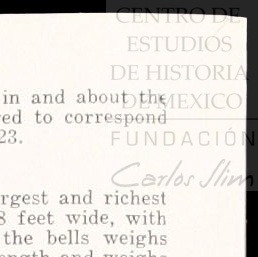 CENTRO DE
ESTUDIOS
DE HISTORIA
DE MEXICO
FUNDACIÓN
Carlos Slim
in and about the
red to correspond
23.
rgest and richest
8 feet wide, with
the bells weighs